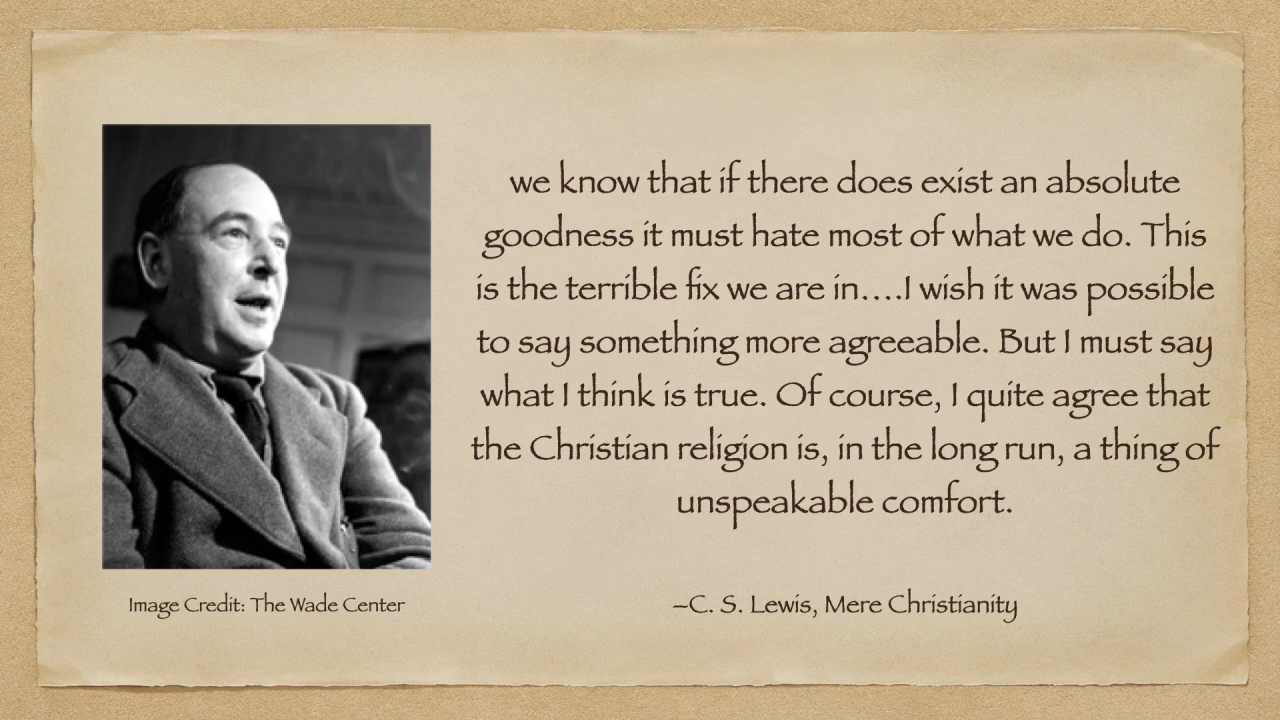 we know that if there does exist an absolute
goodness it must hate most of what we do. This
is the terrible fix we are in….I wish it was possible
to say something more agreeable. But I must say
what I think is true. Of course, I quite agree that
the Christian religion is, in the long run, a thing of
unspeakable comfort.
Image Credit: The Wade Center
–C. S. Lewis, Mere Christianity